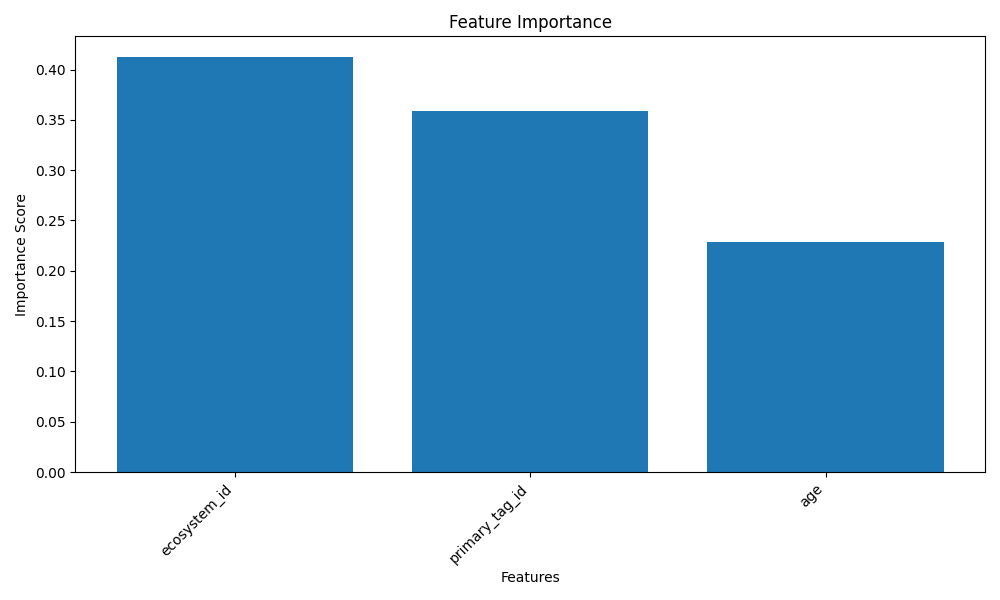 Feature Importance
Importance Score
0.40
0.35
0.30
0.25
0.20
0.15
0.10
0.05
0.00
ecosystem_id
primary_tag_id
age
Features